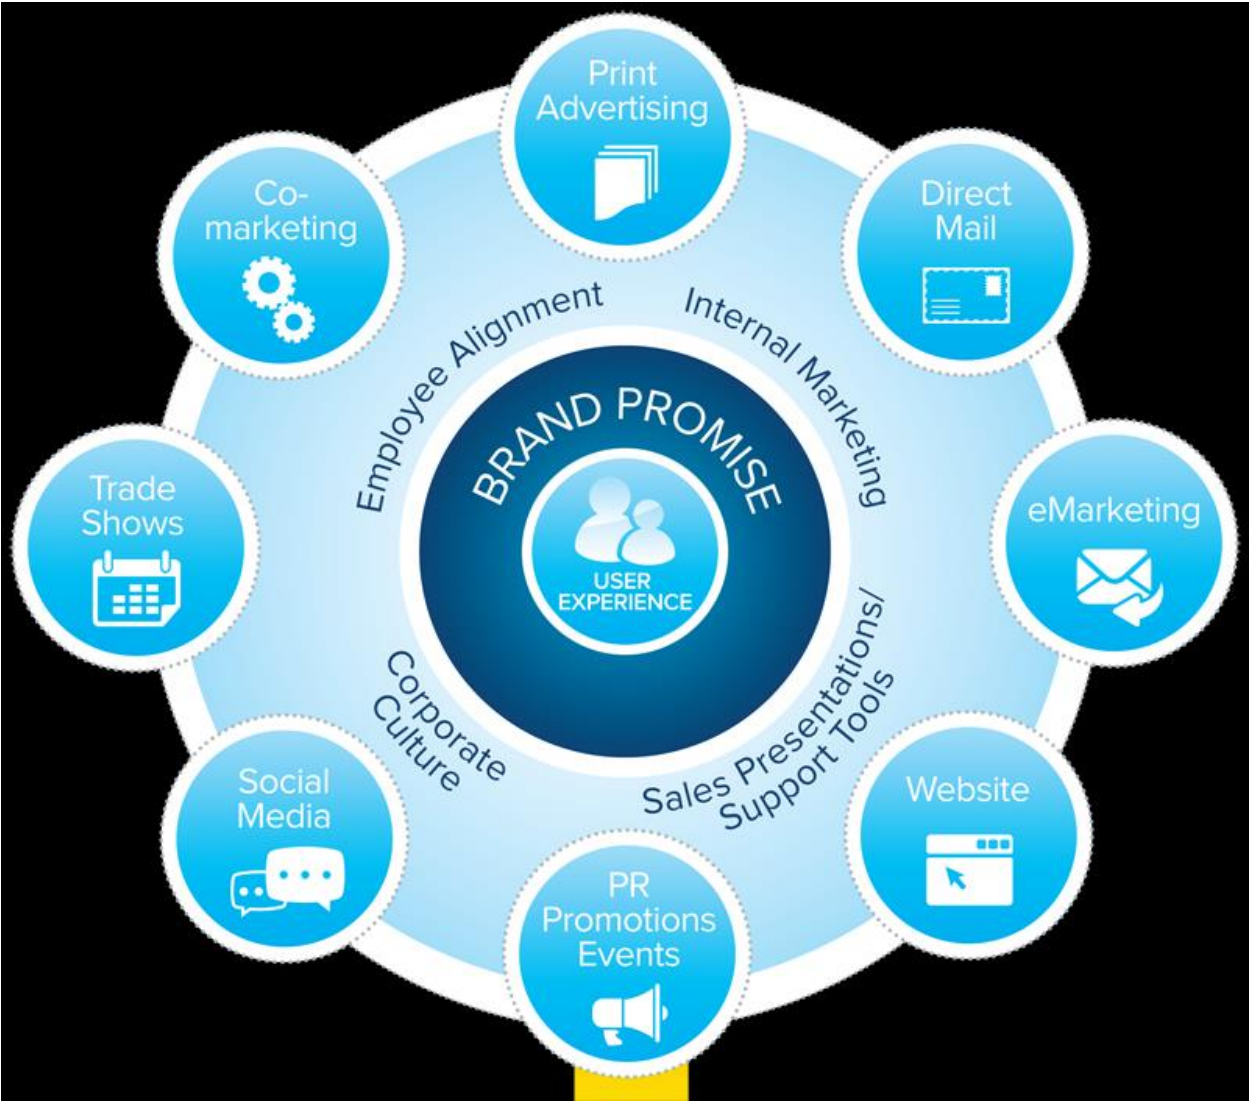 Print
Advertising
Co-
marketing
Direct
Mail
Employee Alignment
Internal Marketing
BRAND PROMISE
Trade
Shows
eMarketing
USER
EXPERIENCE
Corporate
Culture
Sales Presentations/
Support Tools
Social
Media
Website
PR
Promotions
Events